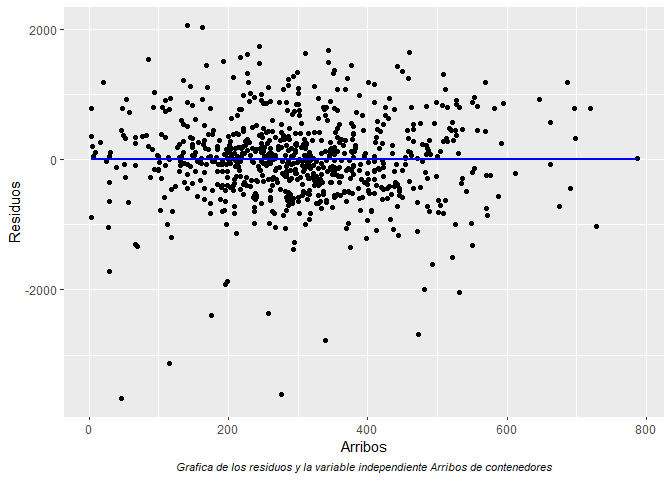 2000
0
-2000
Residuos
0
200
400
600
800
Arribos
Grafica de los residuos y la variable independiente Arribos de contenedores